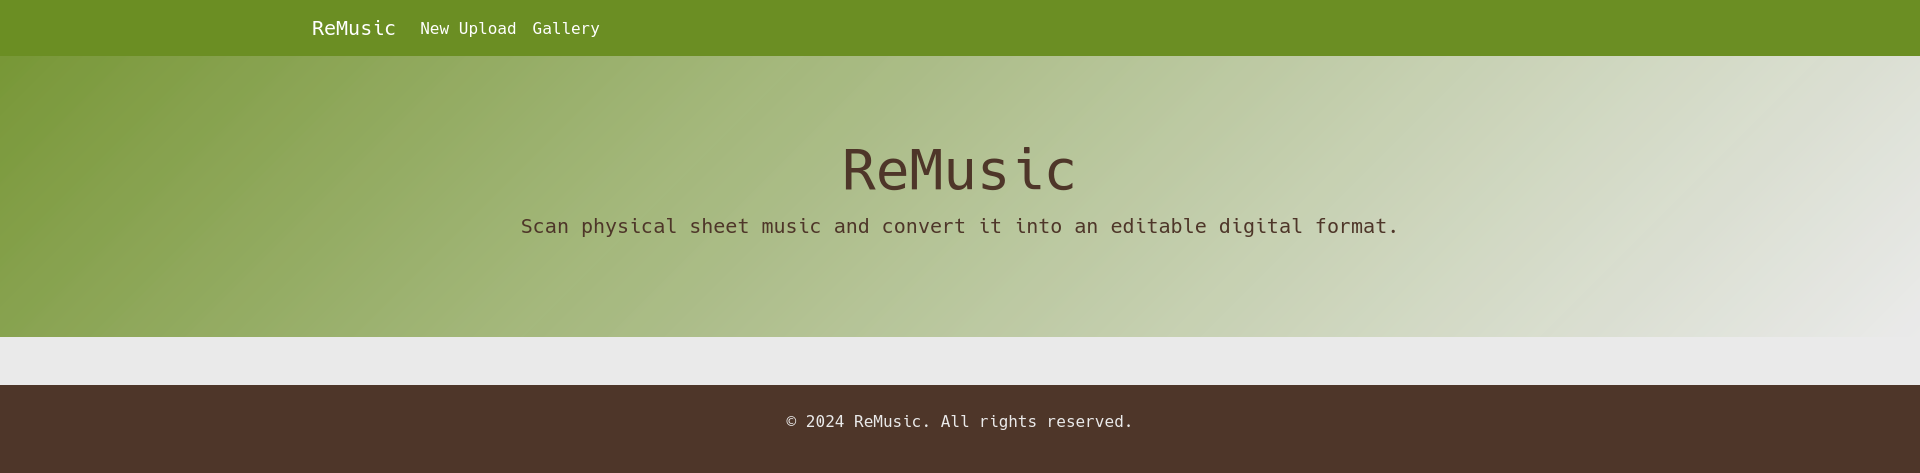 ReMusic New Upload Gallery
ReMusic
Scan physical sheet music and convert it into an editable digital format.
© 2024 ReMusic. All rights reserved.